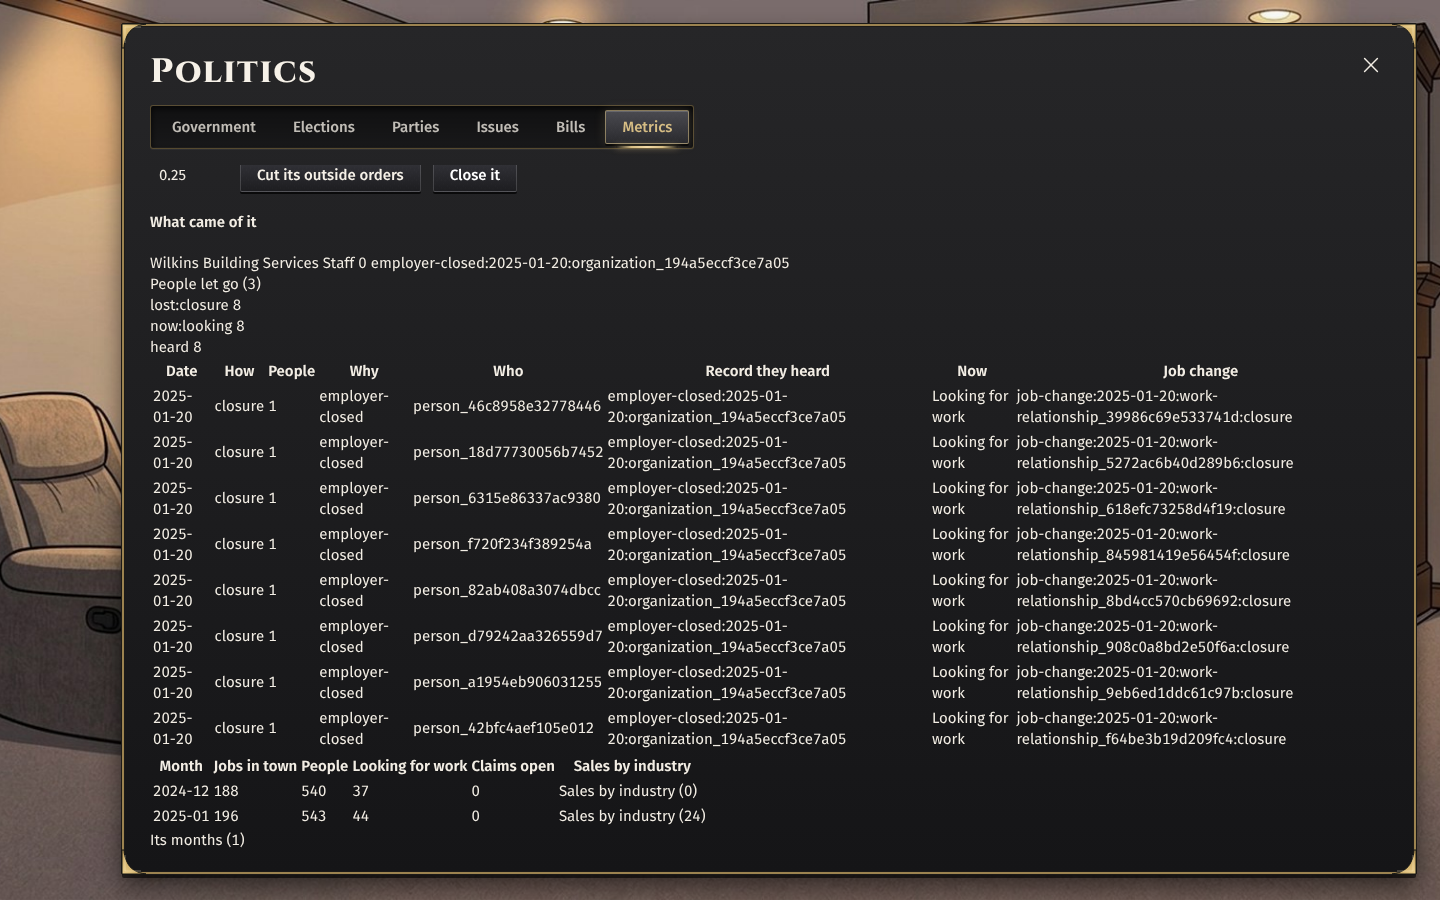 Politics
Government Elections Parties Issues Bills Metrics
0.25 Cut its outside orders Close it
What came of it
Wilkins Building Services Staff 0 employer-closed:2025-01-20:organization_194a5eccf3ce7a05
People let go (3)
lost:closure 8
now:looking 8
heard 8
Date How People Why Who Record they heard Now Job change
2025- employer- employer-closed:2025-01- Looking for job-change:2025-01-20:work-
01-20 closure 1 closed person_46c8958e32778446 20:organization_194a5eccf3ce7a05 work relationship_39986c69e533741d:closure
2025- employer- employer-closed:2025-01- Looking for job-change:2025-01-20:work-
01-20 closure 1 closed person_18d77730056b7452 20:organization_194a5eccf3ce7a05 work relationship_5272ac6b40d289b6:closure
2025- employer- employer-closed:2025-01- Looking for job-change:2025-01-20:work-
01-20 closure 1 closed person_6315e86337ac9380 20:organization_194a5eccf3ce7a05 work relationship_618efc73258d4f19:closure
2025- employer- employer-closed:2025-01- Looking for job-change:2025-01-20:work-
01-20 closure 1 closed person_f720f234f389254a 20:organization_194a5eccf3ce7a05 work relationship_845981419e56454f:closure
2025- employer- employer-closed:2025-01- Looking for job-change:2025-01-20:work-
01-20 closure 1 closed person_82ab408a3074dbcc 20:organization_194a5eccf3ce7a05 work relationship_8bd4cc570cb69692:closure
2025- employer- employer-closed:2025-01- Looking for job-change:2025-01-20:work-
01-20 closure 1 closed person_d79242aa326559d7 20:organization_194a5eccf3ce7a05 work relationship_908c0a8bd2e50f6a:closure
2025- employer- employer-closed:2025-01- Looking for job-change:2025-01-20:work-
01-20 closure 1 closed person_a1954eb906031255 20:organization_194a5eccf3ce7a05 work relationship_9eb6ed1ddc61c97b:closure
2025- employer- employer-closed:2025-01- Looking for job-change:2025-01-20:work-
01-20 closure 1 closed person_42bfc4aef105e012 20:organization_194a5eccf3ce7a05 work relationship_f64be3b19d209fc4:closure
Month Jobs in town People Looking for work Claims open Sales by industry
2024-12 188 540 37 0 Sales by industry (0)
2025-01 196 543 44 0 Sales by industry (24)
Its months (1)